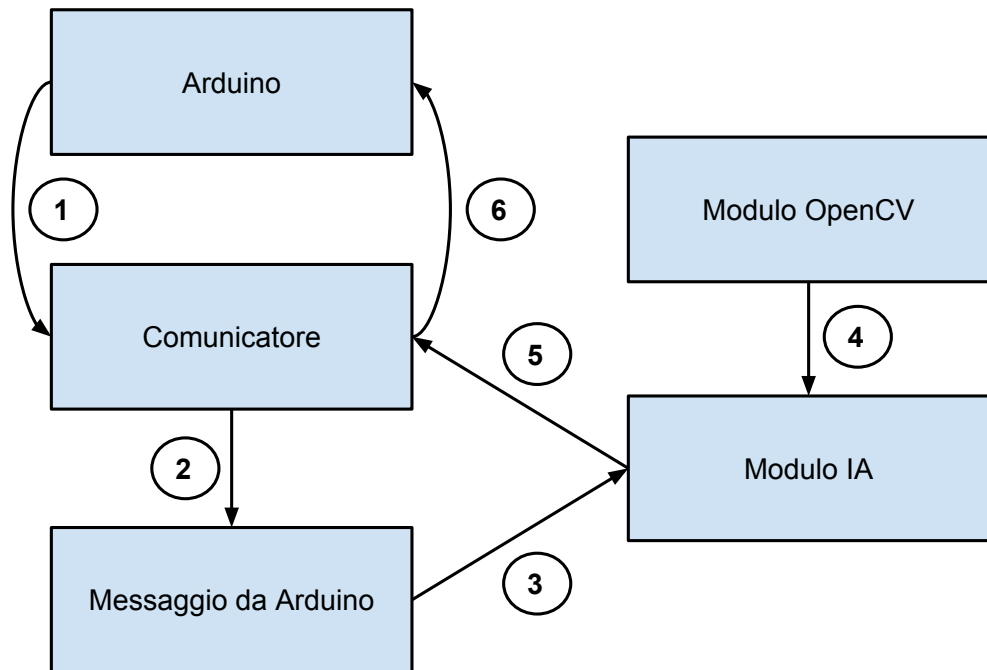 Arduino
1
6
Modulo OpenCV
Comunicatore
5
4
2
Modulo IA
Messaggio da Arduino
3